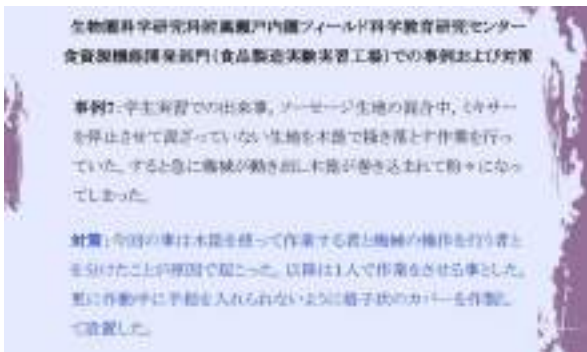 生物圏科学研究科附属瀬戸内圏フィールド科学教育研究センター
食資源機能開発部門(食品製造実験実習工場)での事例および対策
事例7:学生実習での出来事。ソーセージ生地の混合中、ミキサー
を停止させて混ざっていない生地を木箆で掻き落とす作業を行っ
ていた。すると急に機械が動き出し木箆が巻き込まれて粉々になっ
てしまった。
対策:今回の事は木箆を使って作業する者と機械の操作を行う者と
を分けたことが原因で起こった。以降は1人で作業をさせる事とした。
更に作動中に手指を入れられないように格子状のカバーを作製し
て設置した。